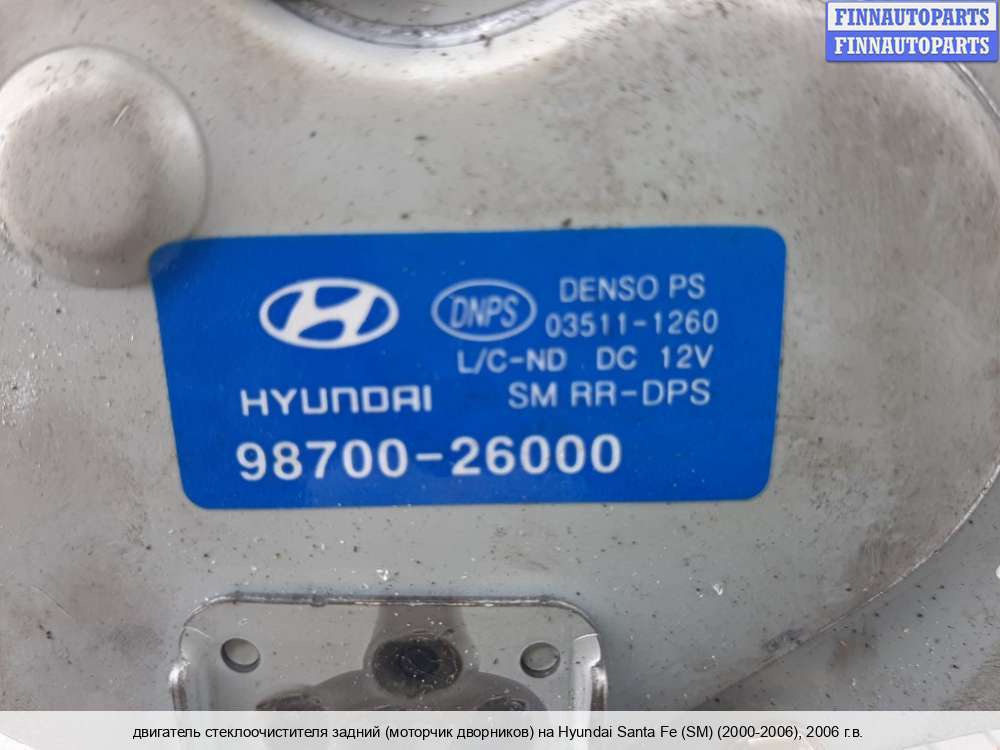 FINNAUTOPARTS
FINNAUTOPARTS
DNPS
DENSO PS
03511-1260
L/C-ND DC 12V
HYUNDAI
SM RR-DPS
98700-26000
двигатель стеклоочистителя задний (моторчик дворников) на Hyundai Santa Fe (SM) (2000-2006), 2006 г.в.